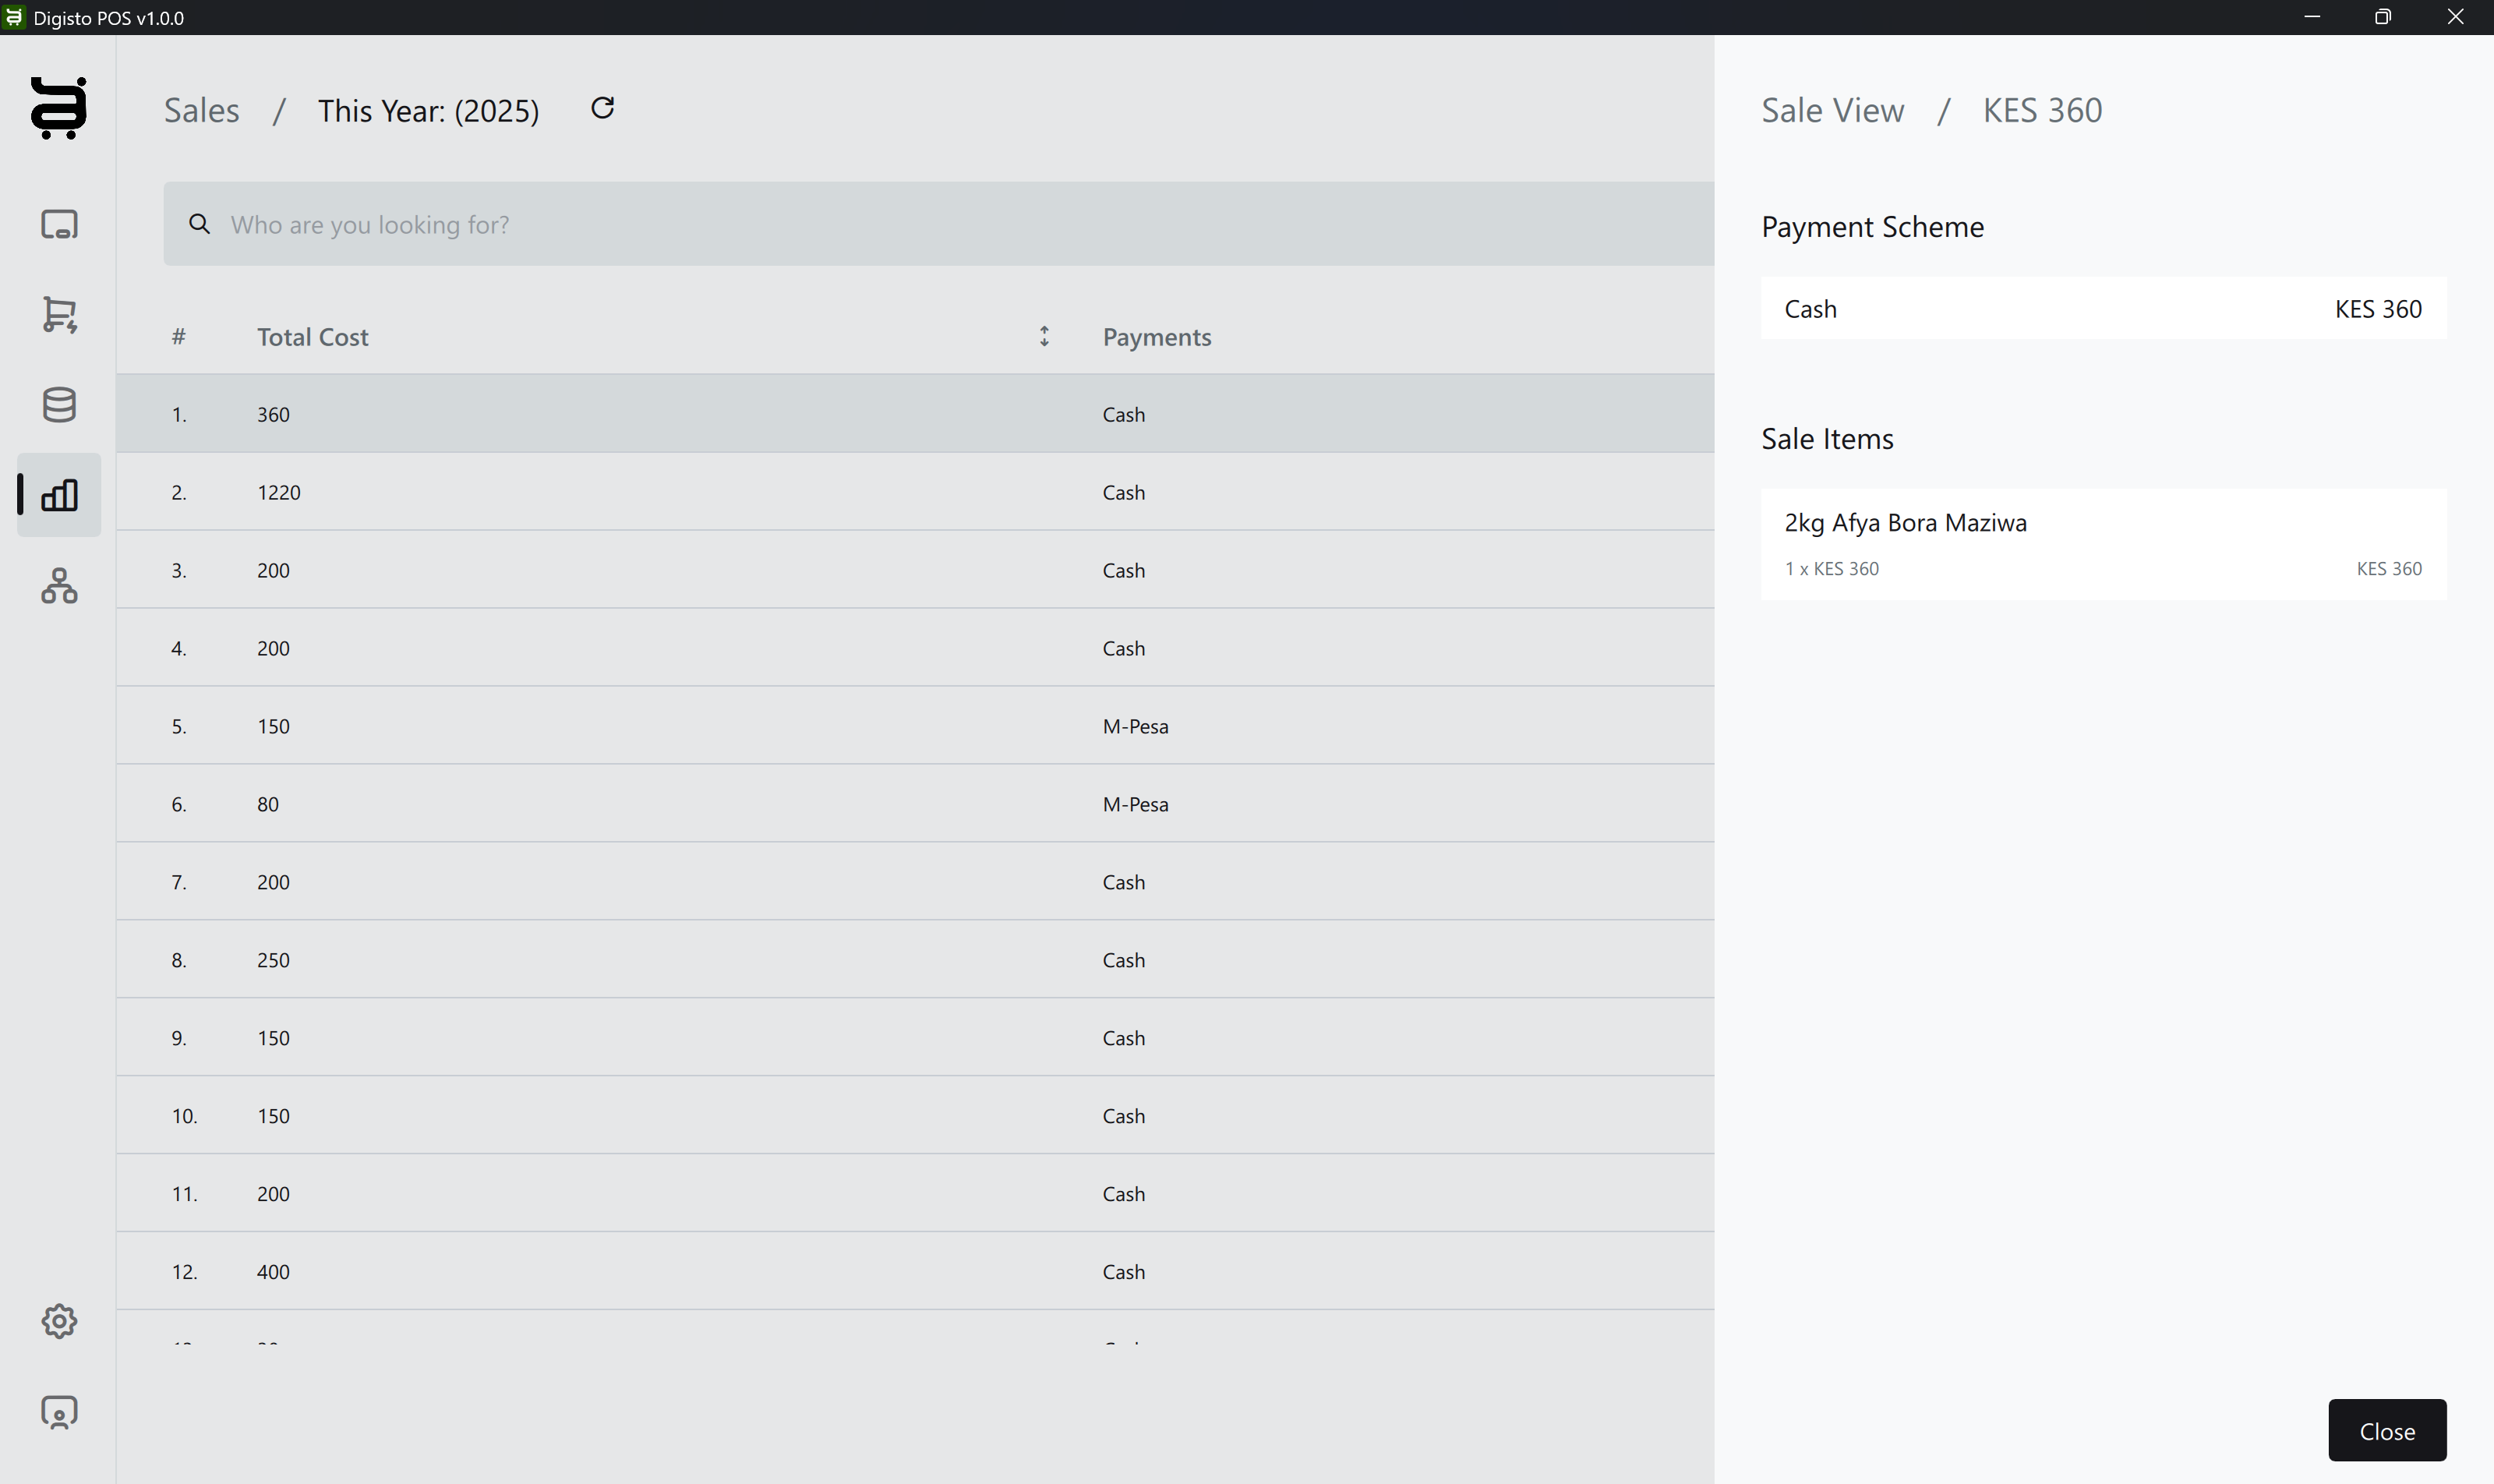 Digisto POS v1.0.0
Sales / This Year: (2025)
Who are you looking for?
# Total Cost Payments
1. 360 Cash
2. 1220 Cash
3. 200 Cash
4. 200 Cash
5. 150 M-Pesa
6. 80 M-Pesa
7. 200 Cash
8. 250 Cash
9. 150 Cash
10. 150 Cash
11. 200 Cash
12. 400 Cash
Sale View / KES 360
Payment Scheme
Cash KES 360
Sale Items
2kg Afya Bora Maziwa
1 x KES 360 KES 360
Close